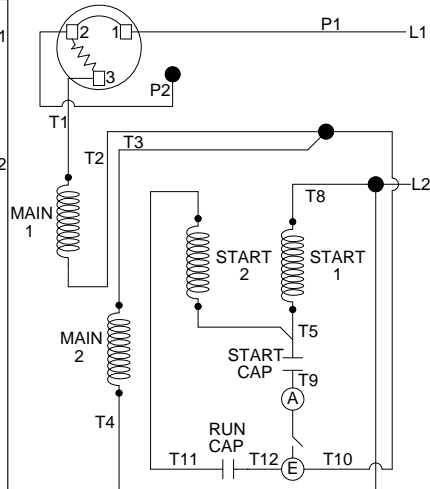 2
1
P1
L1
3
P2
T1
T2
T3
T8
L2
MAIN
1
START
2
START
1
T5
MAIN
2
START
CAP
T9
A
T4
RUN
CAP
T11
T12
E
T10
1
2